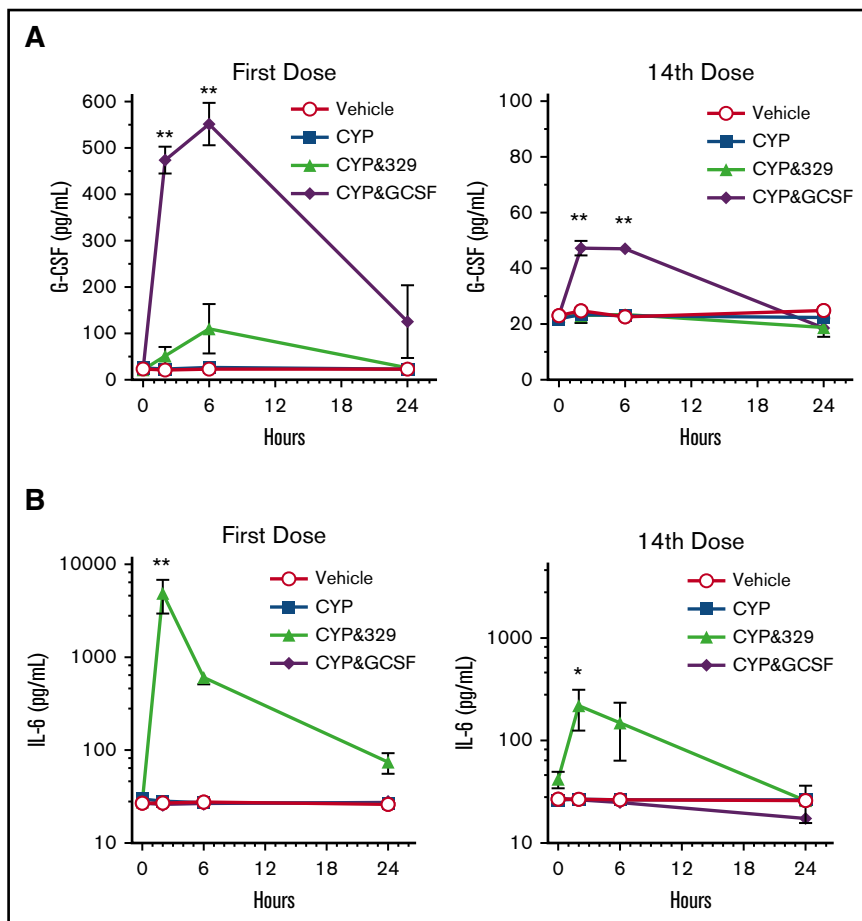 A
First Dose
G-CSF (pg/mL)
600
500
400
300
200
100
0
**
**
Vehicle
CYP
CYP&329
CYP&GCSF
0 6 12 18 24
Hours
14th Dose
G-CSF (pg/mL)
100
80
60
40
20
0
** **
Vehicle
CYP
CYP&329
CYP&GCSF
0 6 12 18 24
Hours
B
First Dose
IL-6 (pg/mL)
10000
1000
100
10
**
Vehicle
CYP
CYP&329
CYP&GCSF
0 6 12 18 24
Hours
14th Dose
IL-6 (pg/mL)
1000
100
10
*
Vehicle
CYP
CYP&329
CYP&GCSF
0 6 12 18 24
Hours